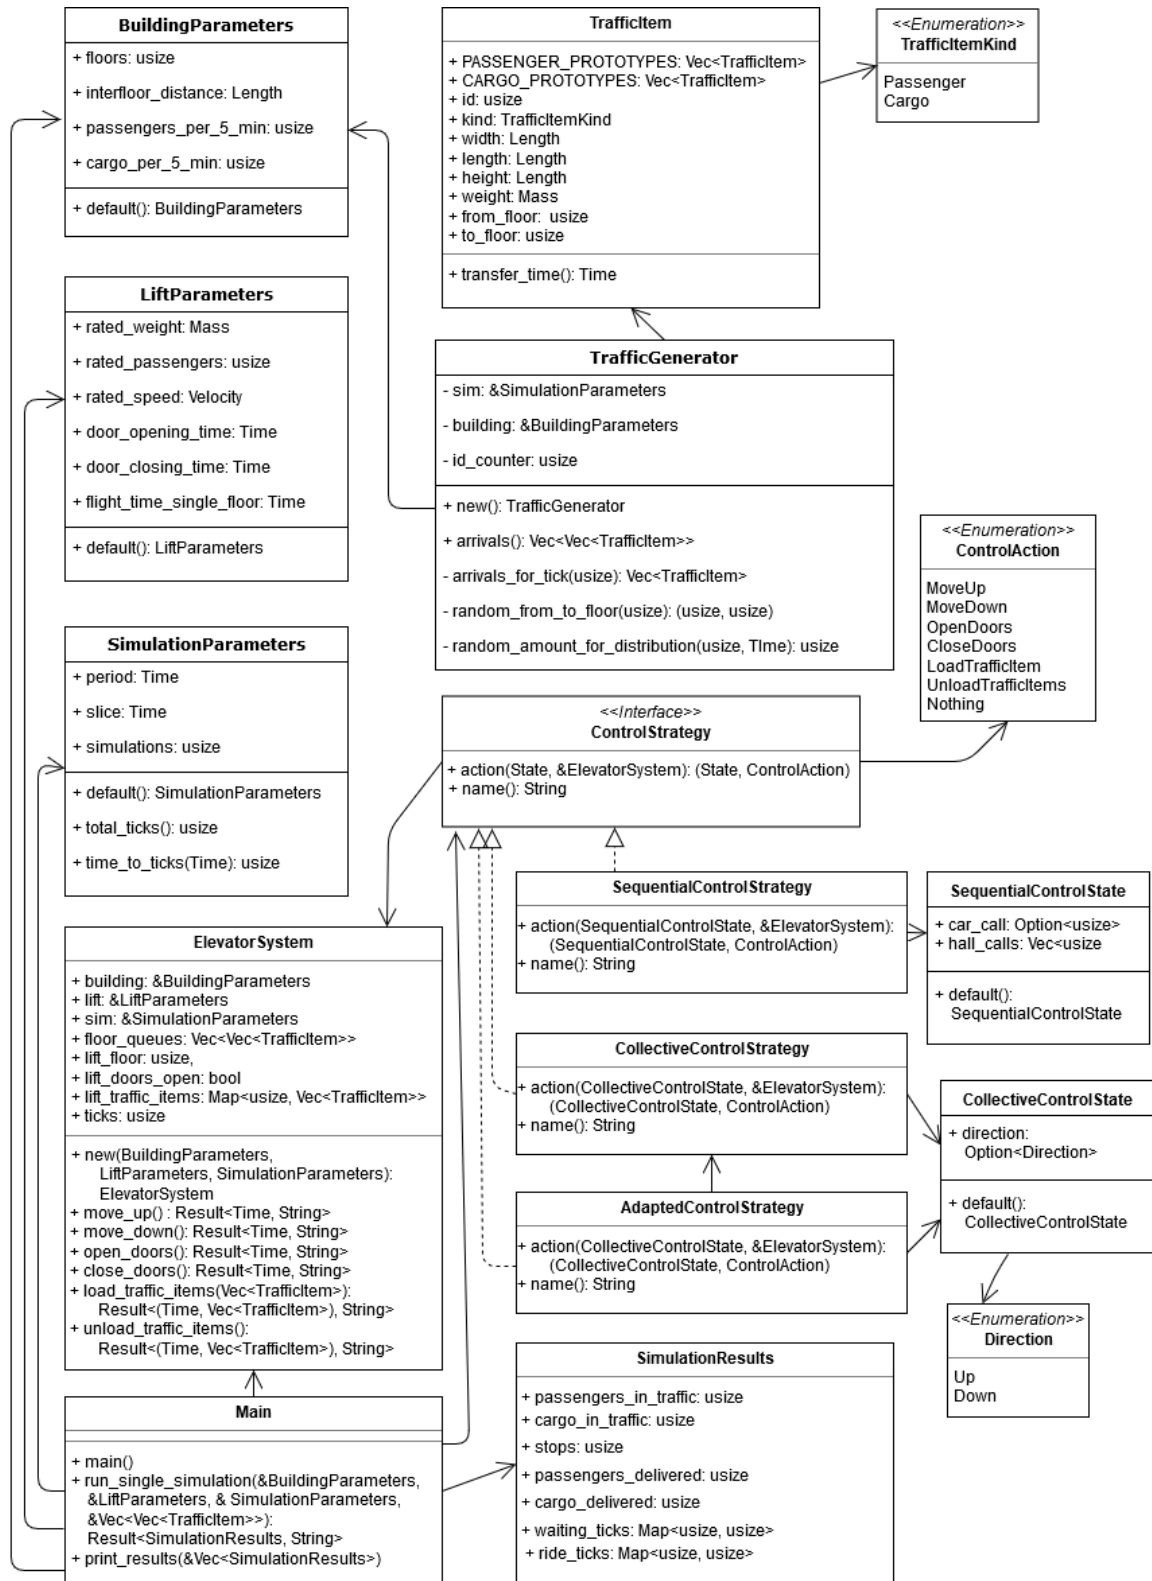 BuildingParameters
+ floors: usize
+ interfloor_distance: Length
+ passengers_per_5_min: usize
+ cargo_per_5_min: usize
+ default(): BuildingParameters
TrafficItem
+ PASSENGER_PROTOTYPES: Vec<TrafficItem>
+ CARGO_PROTOTYPES: Vec<TrafficItem>
+ id: usize
+ kind: TrafficItemKind
+ width: Length
+ length: Length
+ height: Length
+ weight: Mass
+ from_floor:  usize
+ to_floor: usize
+ transfer_time(): Time
<<Enumeration>>
TrafficItemKind
Passenger
Cargo
LiftParameters
+ rated_weight: Mass
+ rated_passengers: usize
+ rated_speed: Velocity
+ door_opening_time: Time
+ door_closing_time: Time
+ flight_time_single_floor: Time
+ default(): LiftParameters
TrafficGenerator
- sim: &SimulationParameters
- building: &BuildingParameters
- id_counter: usize
+ new(): TrafficGenerator
+ arrivals(): Vec<Vec<TrafficItem>>
- arrivals_for_tick(usize): Vec<TrafficItem>
- random_from_to_floor(usize): (usize, usize)
- random_amount_for_distribution(usize, TIme): usize
<<Enumeration>>
ControlAction
MoveUp
MoveDown
OpenDoors
CloseDoors
LoadTrafficItem
UnloadTrafficItems
Nothing
SimulationParameters
+ period: Time
+ slice: Time
+ simulations: usize
+ default(): SimulationParameters
+ total_ticks(): usize
+ time_to_ticks(Time): usize
<<Interface>>
ControlStrategy
+ action(State, &ElevatorSystem): (State, ControlAction)
+ name(): String
SequentialControlStrategy
+ action(SequentialControlState, &ElevatorSystem):
(SequentialControlState, ControlAction)
+ name(): String
SequentialControlState
+ car_call: Option<usize>
+ hall_calls: Vec<usize
+ default():
SequentialControlState
ElevatorSystem
+ building: &BuildingParameters
+ lift: &LiftParameters
+ sim: &SimulationParameters
+ floor_queues: Vec<Vec<TrafficItem>>
+ lift_floor: usize,
+ lift_doors_open: bool
+ lift_traffic_items: Map<usize, Vec<TrafficItem>>
+ ticks: usize
+ new(BuildingParameters,
LiftParameters, SimulationParameters):
ElevatorSystem
+ move_up() : Result<Time, String>
+ move_down(): Result<Time, String>
+ open_doors(): Result<Time, String>
+ close_doors(): Result<Time, String>
+ load_traffic_items(Vec<TrafficItem>):
Result<(Time, Vec<TrafficItem>), String>
+ unload_traffic_items():
Result<(Time, Vec<TrafficItem>), String>
CollectiveControlStrategy
+ action(CollectiveControlState, &ElevatorSystem):
(CollectiveControlState, ControlAction)
+ name(): String
CollectiveControlState
+ direction:
Option<Direction>
+ default():
CollectiveControlState
AdaptedControlStrategy
+ action(CollectiveControlState, &ElevatorSystem):
(CollectiveControlState, ControlAction)
+ name(): String
<<Enumeration>>
Direction
Up
Down
Main
+ main()
+ run_single_simulation(&BuildingParameters,
&LiftParameters, & SimulationParameters,
&Vec<Vec<TrafficItem>>):
Result<SimulationResults, String>
+ print_results(&Vec<SimulationResults>)
SimulationResults
+ passengers_in_traffic: usize
+ cargo_in_traffic: usize
+ stops: usize
+ passengers_delivered: usize
+ cargo_delivered: usize
+ waiting_ticks: Map<usize, usize>
+ ride_ticks: Map<usize, usize>